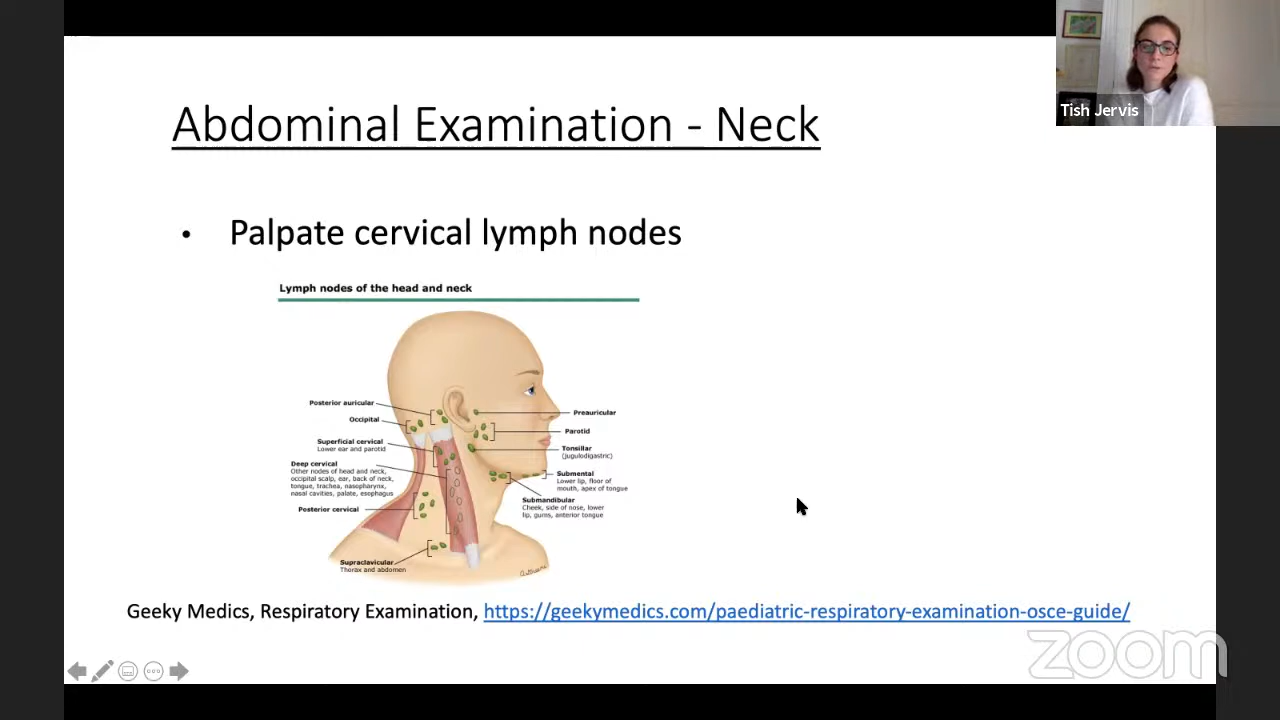 Tish Jervis
Abdominal Examination - Neck
• Palpate cervical lymph nodes
Lymph nodes of the head and neck
Posterior auricular
Occipital
Superficial cervical
Lower ear and parotid
Deep cervical
Other nodes of head and neck,
occipital scalp, ear, back of neck,
tongue, trachea, nasopharynx,
nasal cavities, palate, esophagus
Posterior cervical
Supraclavicular
Thorax and abdomen
Preauricular
Parotid
Tonsillar
(jugulodigastric)
Submental
Lower lip, floor of
mouth, apex of tongue
Submandibular
Cheek, side of nose, lower
lip, gums, anterior tongue
Geeky Medics, Respiratory Examination, https://geekymedics.com/paediatric-respiratory-examination-osce-guide/
zoom